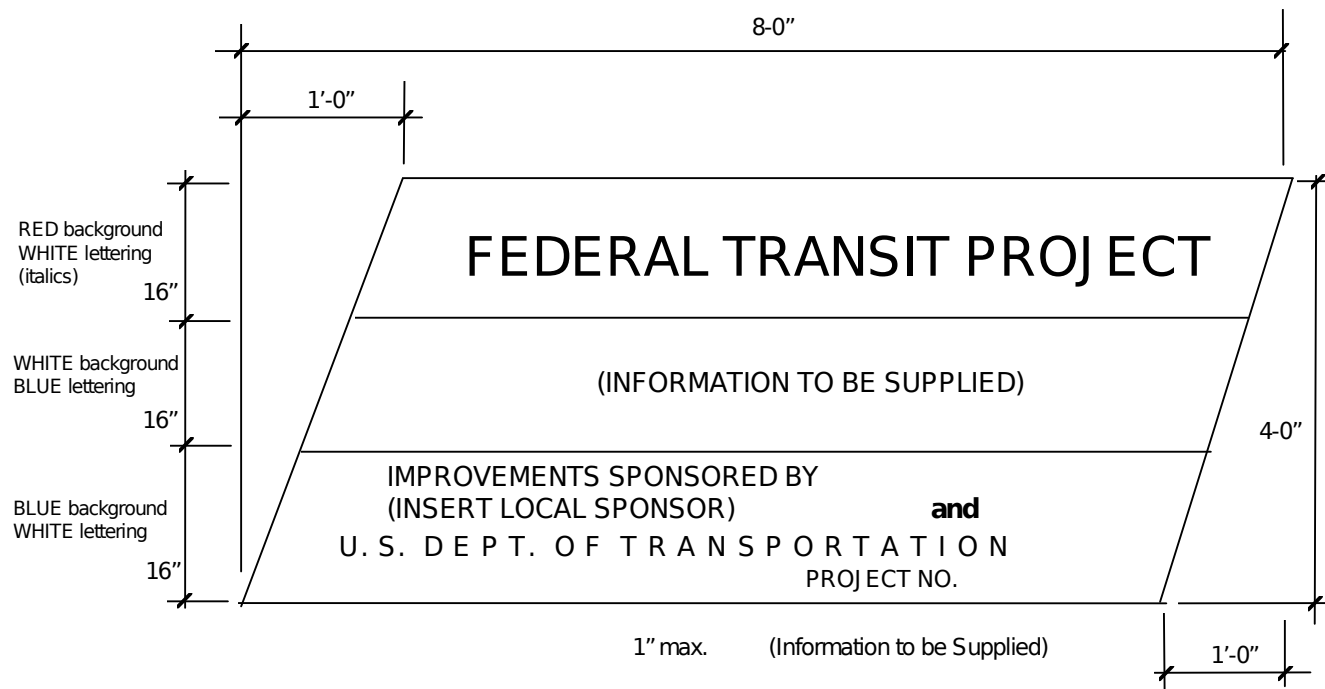 8-0”
1’-0”
RED background
WHITE lettering
(italics)
16”
FEDERAL TRANSIT PROJECT
WHITE background
BLUE lettering
16”
(INFORMATION TO BE SUPPLIED)
4-0”
BLUE background
WHITE lettering
16”
IMPROVEMENTS SPONSORED BY
(INSERT LOCAL SPONSOR) and
U. S. DEPT. OF TRANSPORTATION
PROJECT NO.
1” max. (Information to be Supplied)
1’-0”